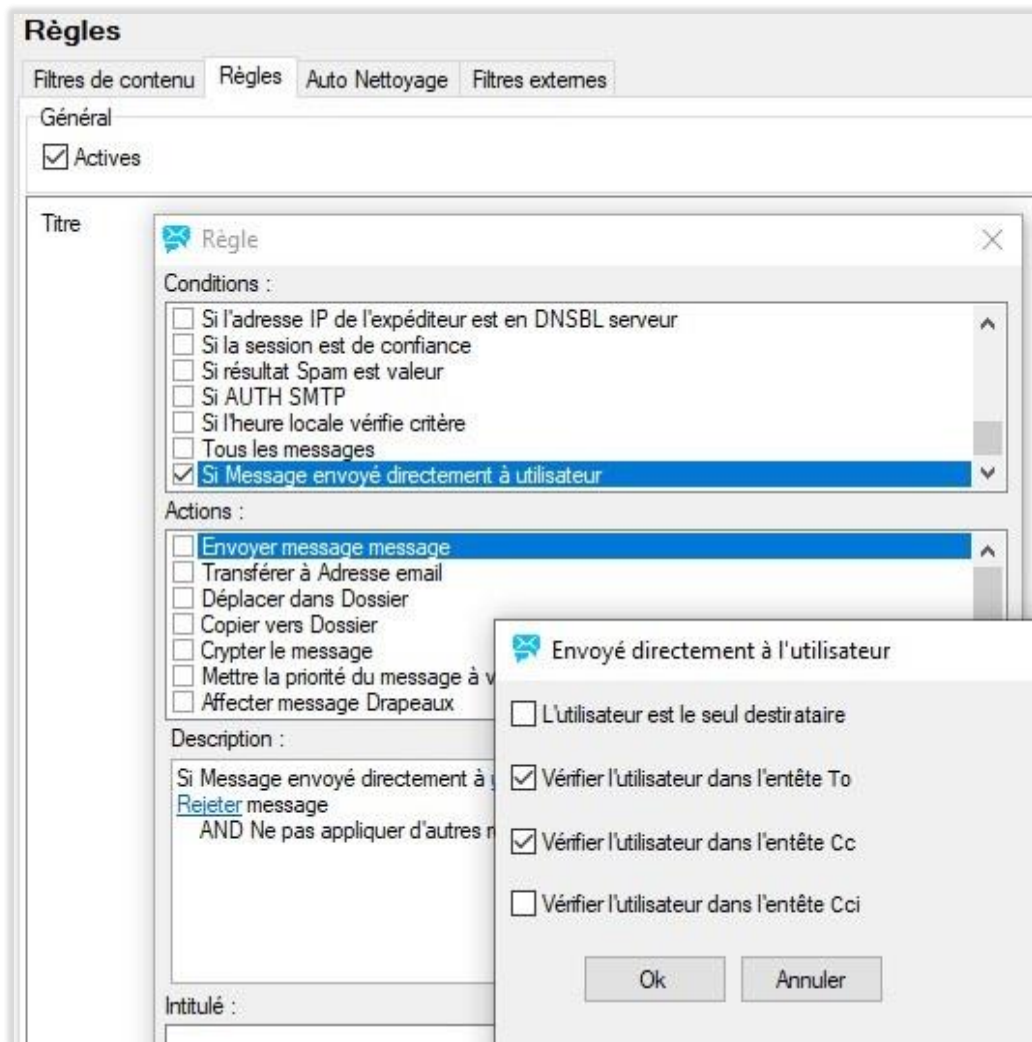 Règles
Filtres de contenu Règles Auto Nettoyage Filtres externes
Général
Actives
Titre
Règle
Conditions :
Si l'adresse IP de l'expéditeur est en DNSBL serveur
Si la session est de confiance
Si résultat Spam est valeur
Si AUTH SMTP
Si l'heure locale vérifie critère
Tous les messages
Si Message envoyé directement à utilisateur
Actions :
Envoyer message message
Transférer à Adresse email
Déplacer dans Dossier
Copier vers Dossier
Crypter le message
Mettre la priorité du message à v
Affecter message Drapeaux
Description :
Si Message envoyé directement à
Rejeter message
AND Ne pas appliquer d'autres
Intitulé :
Envoyé directement à l'utilisateur
L'utilisateur est le seul destirataire
Vérifier l'utilisateur dans l'entête To
Vérifier l'utilisateur dans l'entête Cc
Vérifier l'utilisateur dans l'entête Cci
Ok Annuler